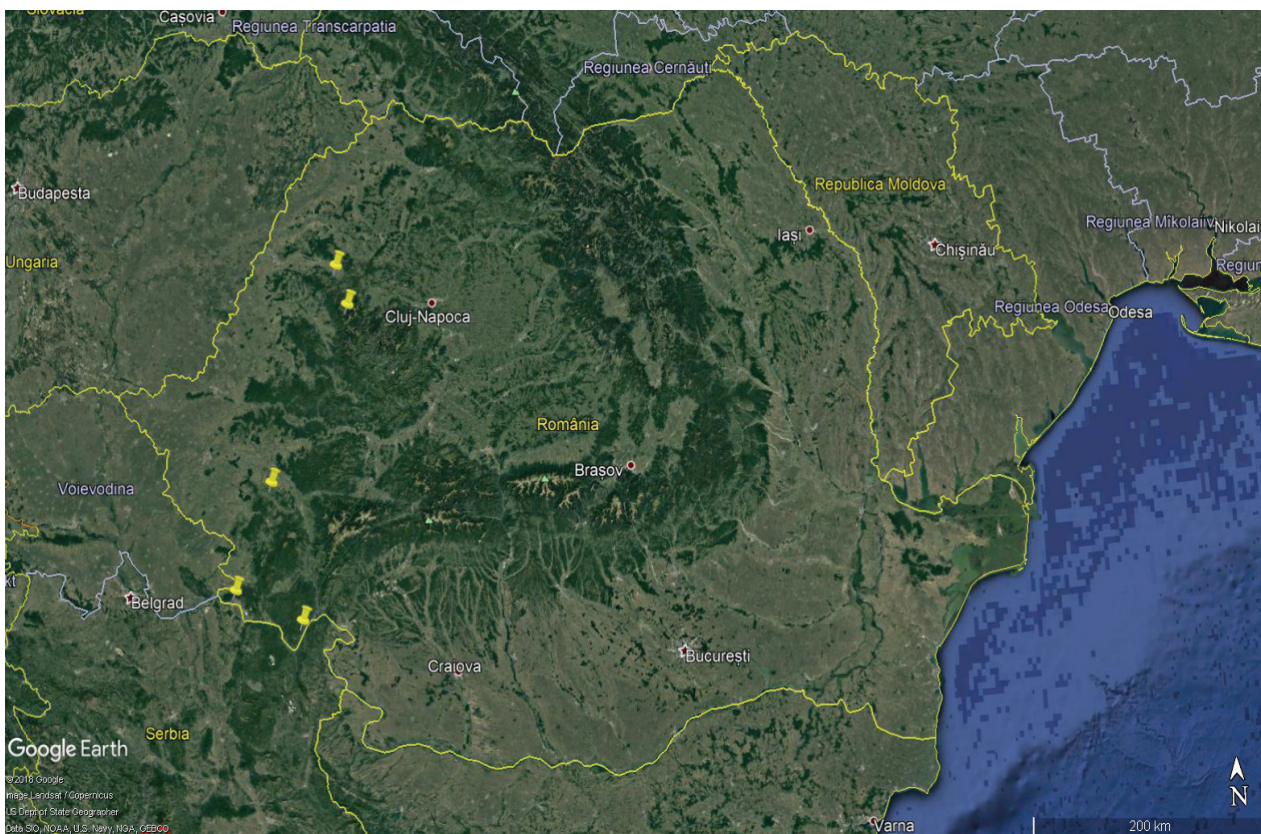 Slovacia
Cașovia
Regiunea Transcarpatia
Regiunea Cernăuți
Budapesta
Republica Moldova
Iași
Chișinău
Regiunea Mîkolaiiv
Nikolai
Ungaria
Regiun
Regiunea Odesa
Odesa
Cluj-Napoca
România
Brașov
Voievodina
Belgrad
București
Craiova
Serbia
Google Earth
©2018 Google
Image Landsat / Copernicus
US Dept of State Geographer
Data SIO, NOAA, U.S. Navy, NGA, GEBCO
N
Varna
200 km